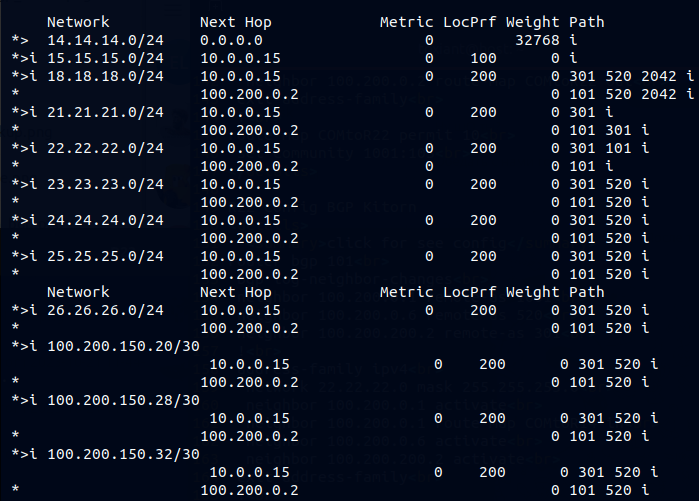 Network Next Hop Metric LocPrf Weight Path
*> 14.14.14.0/24 0.0.0.0 0 32768 i
*>i 15.15.15.0/24 10.0.0.15 0 100 0 i
*>i 18.18.18.0/24 10.0.0.15 0 200 0 301 520 2042 i
* 100.200.0.2 0 101 520 2042 i
*>i 21.21.21.0/24 10.0.0.15 0 200 0 301 i
* 100.200.0.2 0 101 301 i
*>i 22.22.22.0/24 10.0.0.15 0 200 0 301 101 i
* 100.200.0.2 0 0 101 i
*>i 23.23.23.0/24 10.0.0.15 0 200 0 301 520 i
* 100.200.0.2 0 101 520 i
*>i 24.24.24.0/24 10.0.0.15 0 200 0 301 520 i
* 100.200.0.2 0 101 520 i
*>i 25.25.25.0/24 10.0.0.15 0 200 0 301 520 i
* 100.200.0.2 0 101 520 i
Network Next Hop Metric LocPrf Weight Path
*>i 26.26.26.0/24 10.0.0.15 0 200 0 301 520 i
* 100.200.0.2 0 101 520 i
*>i 100.200.150.20/30
10.0.0.15 0 200 0 301 520 i
* 100.200.0.2 0 101 520 i
*>i 100.200.150.28/30
10.0.0.15 0 200 0 301 520 i
* 100.200.0.2 0 101 520 i
*>i 100.200.150.32/30
10.0.0.15 0 200 0 301 520 i
* 100.200.0.2 0 101 520 i